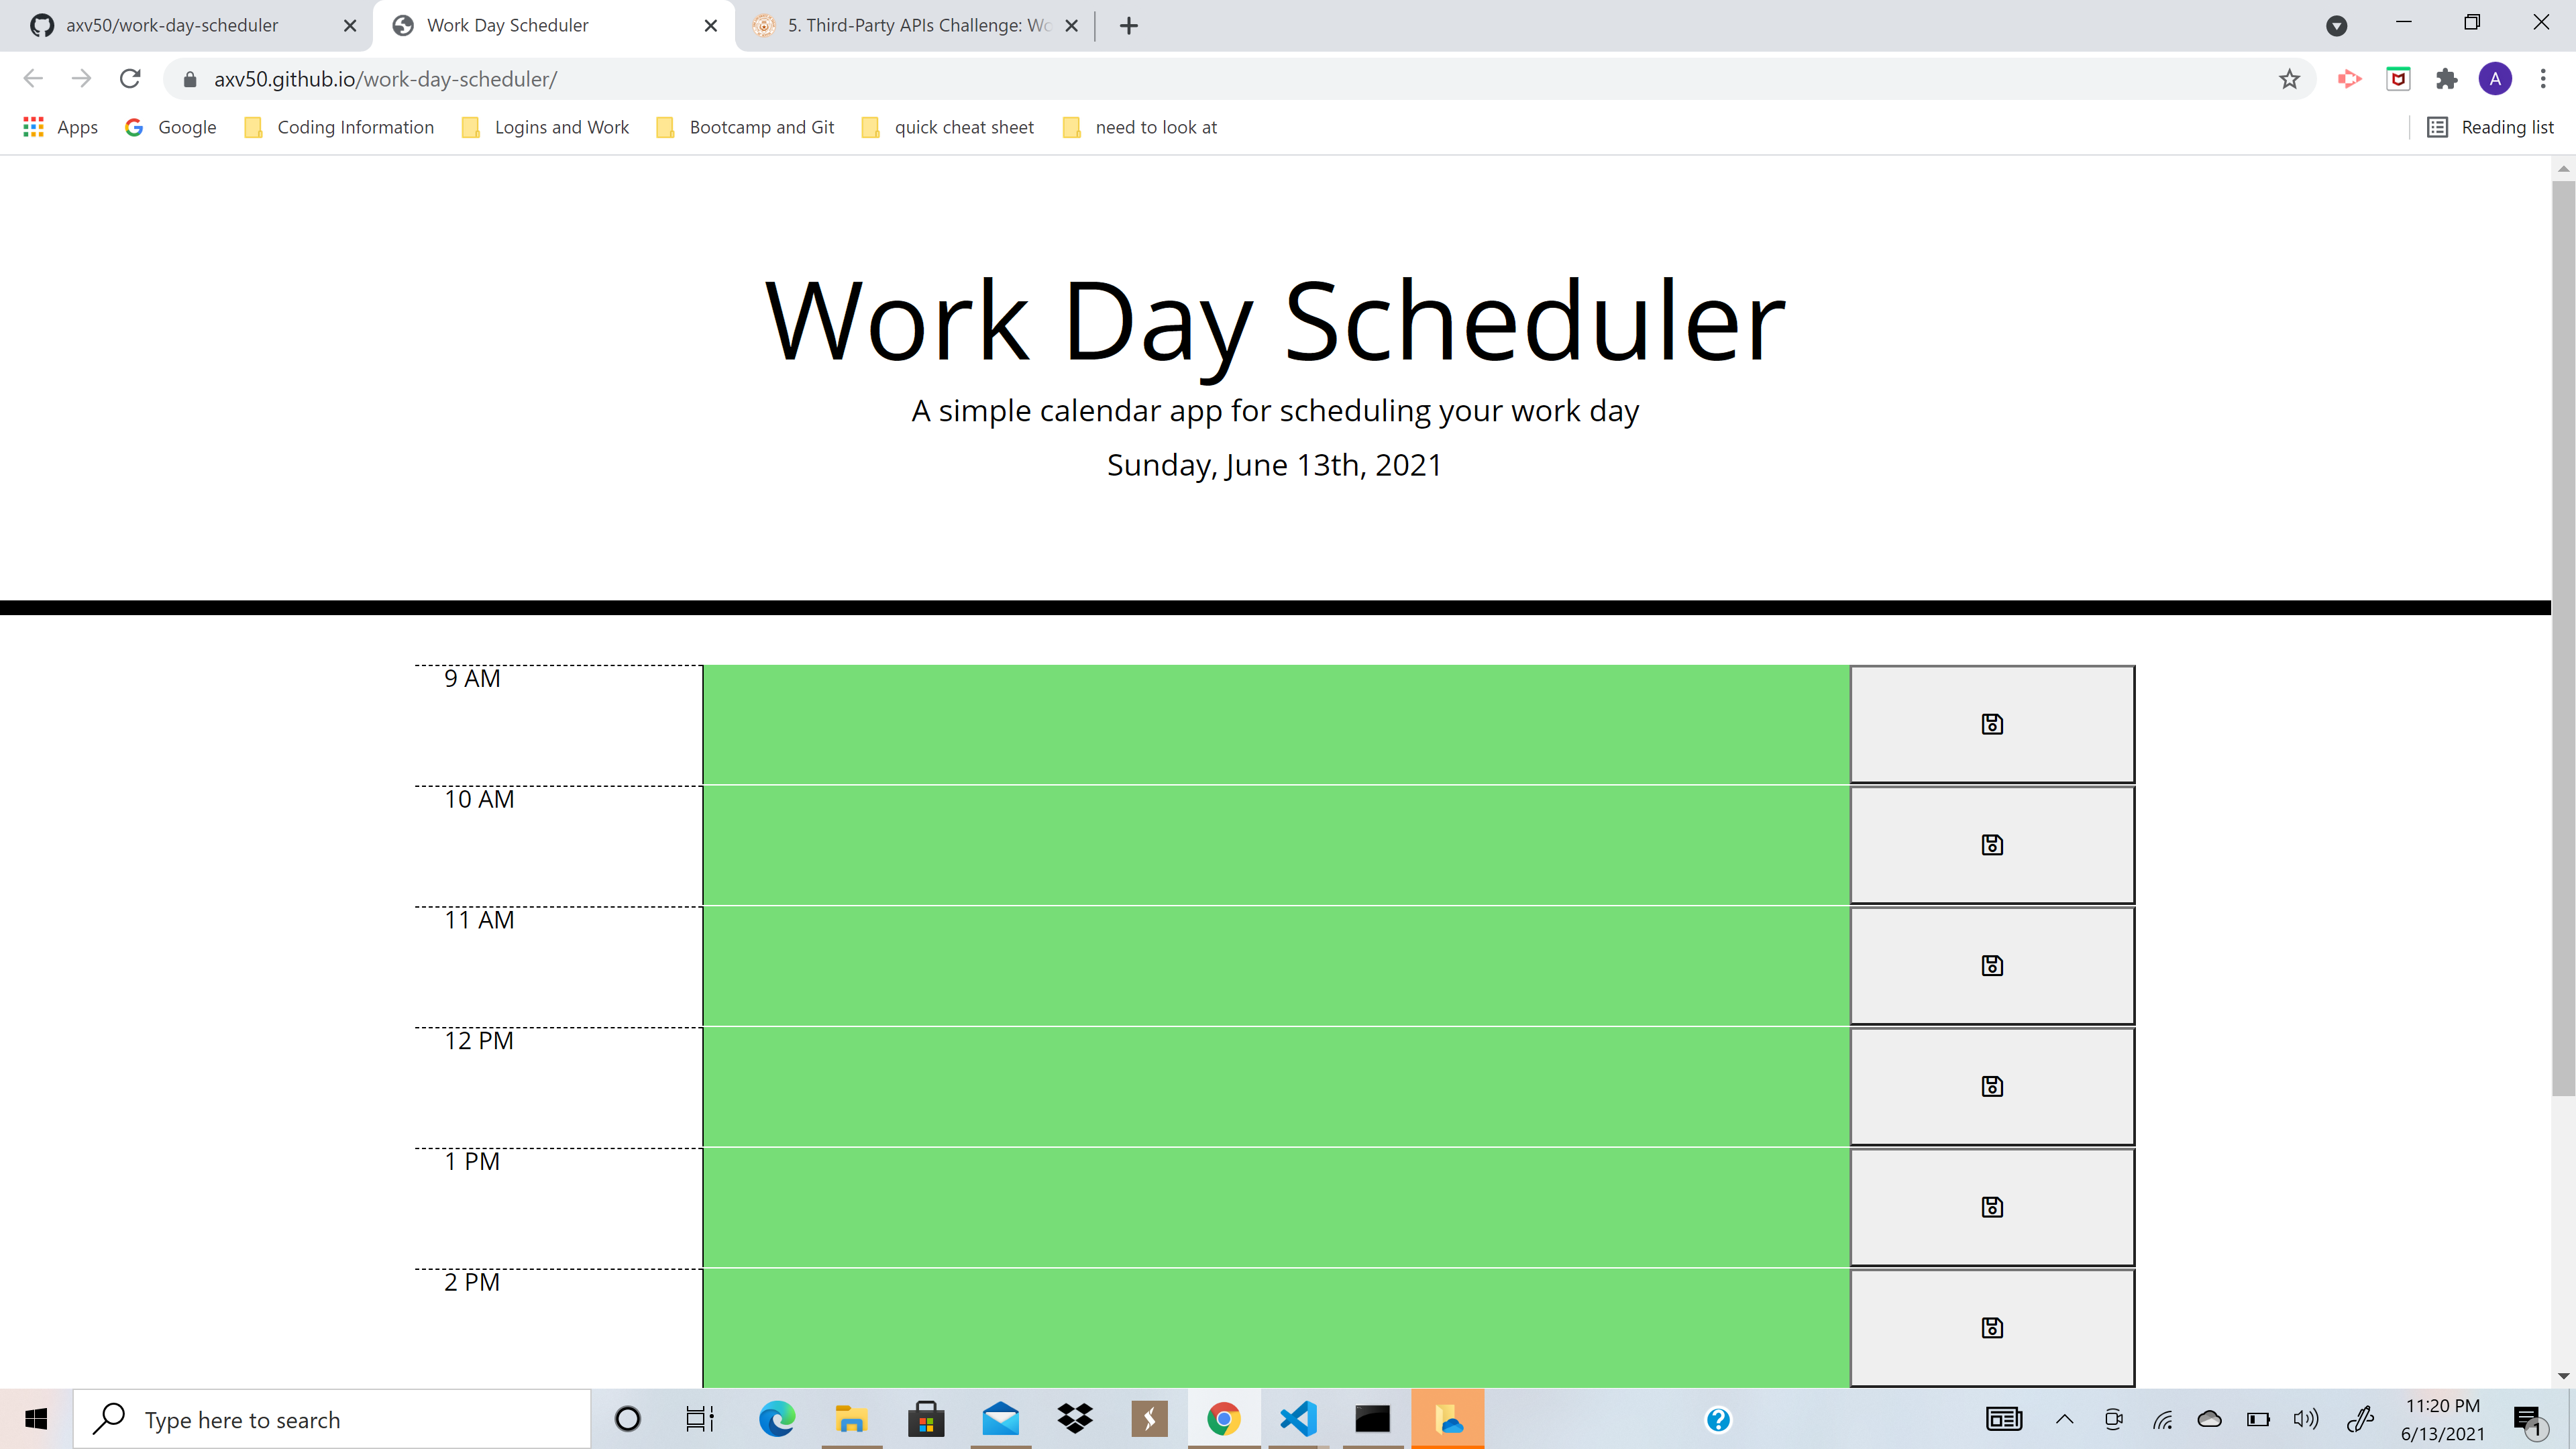 axv50/work-day-scheduler
Work Day Scheduler
5. Third-Party APIs Challenge: Wo
axv50.github.io/work-day-scheduler/
A
Apps
Google
Coding Information
Logins and Work
Bootcamp and Git
quick cheat sheet
need to look at
Reading list
Work Day Scheduler
A simple calendar app for scheduling your work day
Sunday, June 13th, 2021
9 AM
10 AM
11 AM
12 PM
1 PM
2 PM
Type here to search
11:20 PM
6/13/2021
1